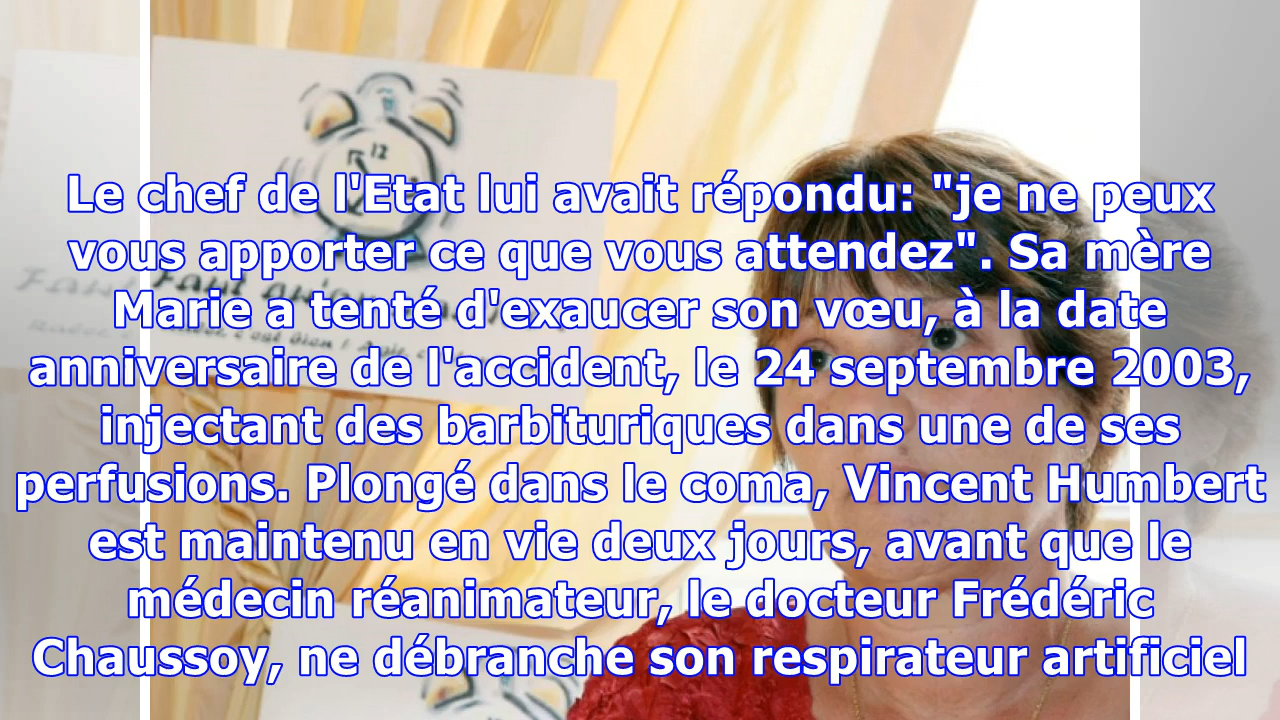 Le chef de l'Etat lui avait répondu: "je ne peux
vous apporter ce que vous attendez" . Sa mère
Marie a tenté d'exaucer son vœu, à la date
anniversaire de l'accident, le 24 septembre 2003,
injectant des barbituriques dans une de ses
perfusions. Plongé dans le coma, Vincent Humbert
est maintenu en vie deux jours, avant que le
médecin réanimateur, le docteur Frédéric
Chaussoy, ne débranche son respirateur artificiel
12